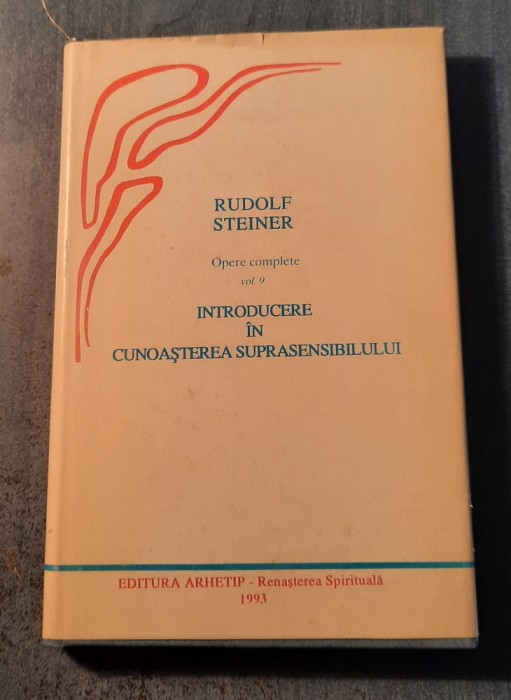 RUDOLF
STEINER
Opere complete
vol. 9
INTRODUCERE
ÎN
CUNOAŞTEREA SUPRASENSIBILULUI
EDITURA ARHETIP - Renaşterea Spirituală
1993